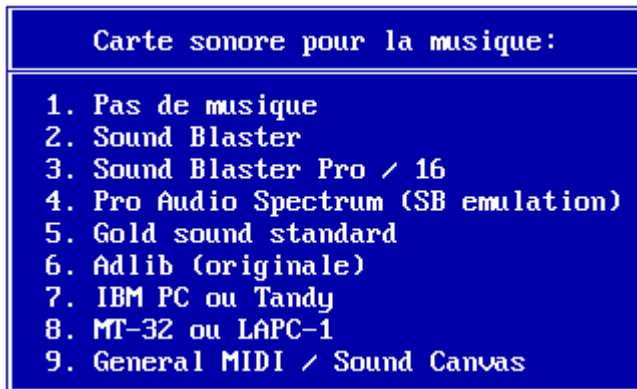 Carte sonore pour la musique:
1. Pas de musique
2. Sound Blaster
3. Sound Blaster Pro / 16
4. Pro Audio Spectrum (SB emulation)
5. Gold sound standard
6. Adlib (originale)
7. IBM PC ou Tandy
8. MT-32 ou LAPC-1
9. General MIDI / Sound Canvas